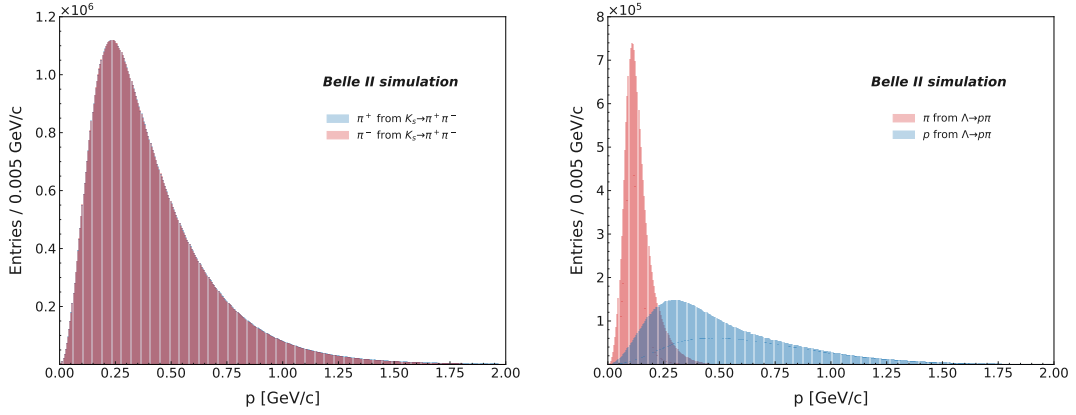 ×10⁶
1.2
1.0
0.8
0.6
0.4
0.2
Entries / 0.005 GeV/c
Belle II simulation
π⁺ from Kₛ→π⁺π⁻
π⁻ from Kₛ→π⁺π⁻
0.00 0.25 0.50 0.75 1.00 1.25 1.50 1.75 2.00
p [GeV/c]
×10⁵
8
7
6
5
4
3
2
1
Entries / 0.005 GeV/c
Belle II simulation
π from Λ→pπ
p from Λ→pπ
0.00 0.25 0.50 0.75 1.00 1.25 1.50 1.75 2.00
p [GeV/c]